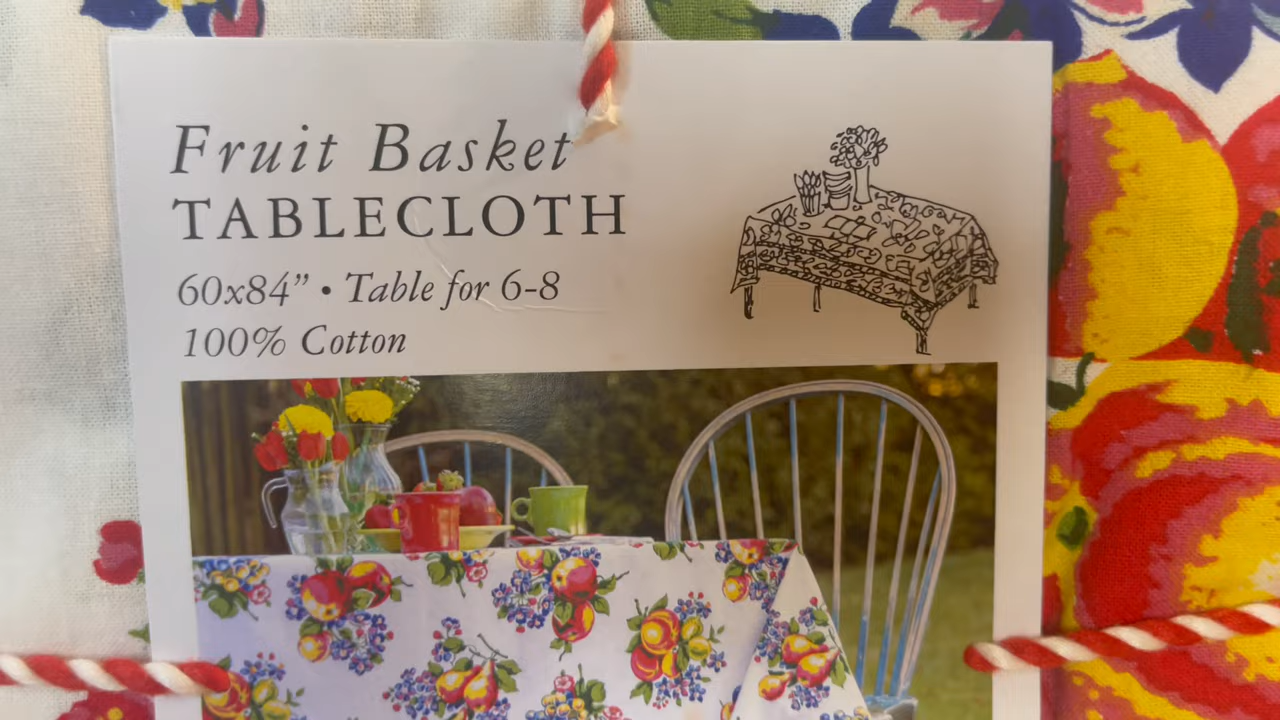 Fruit Basket
TABLECLOTH
60x84” • Table for 6-8
100% Cotton